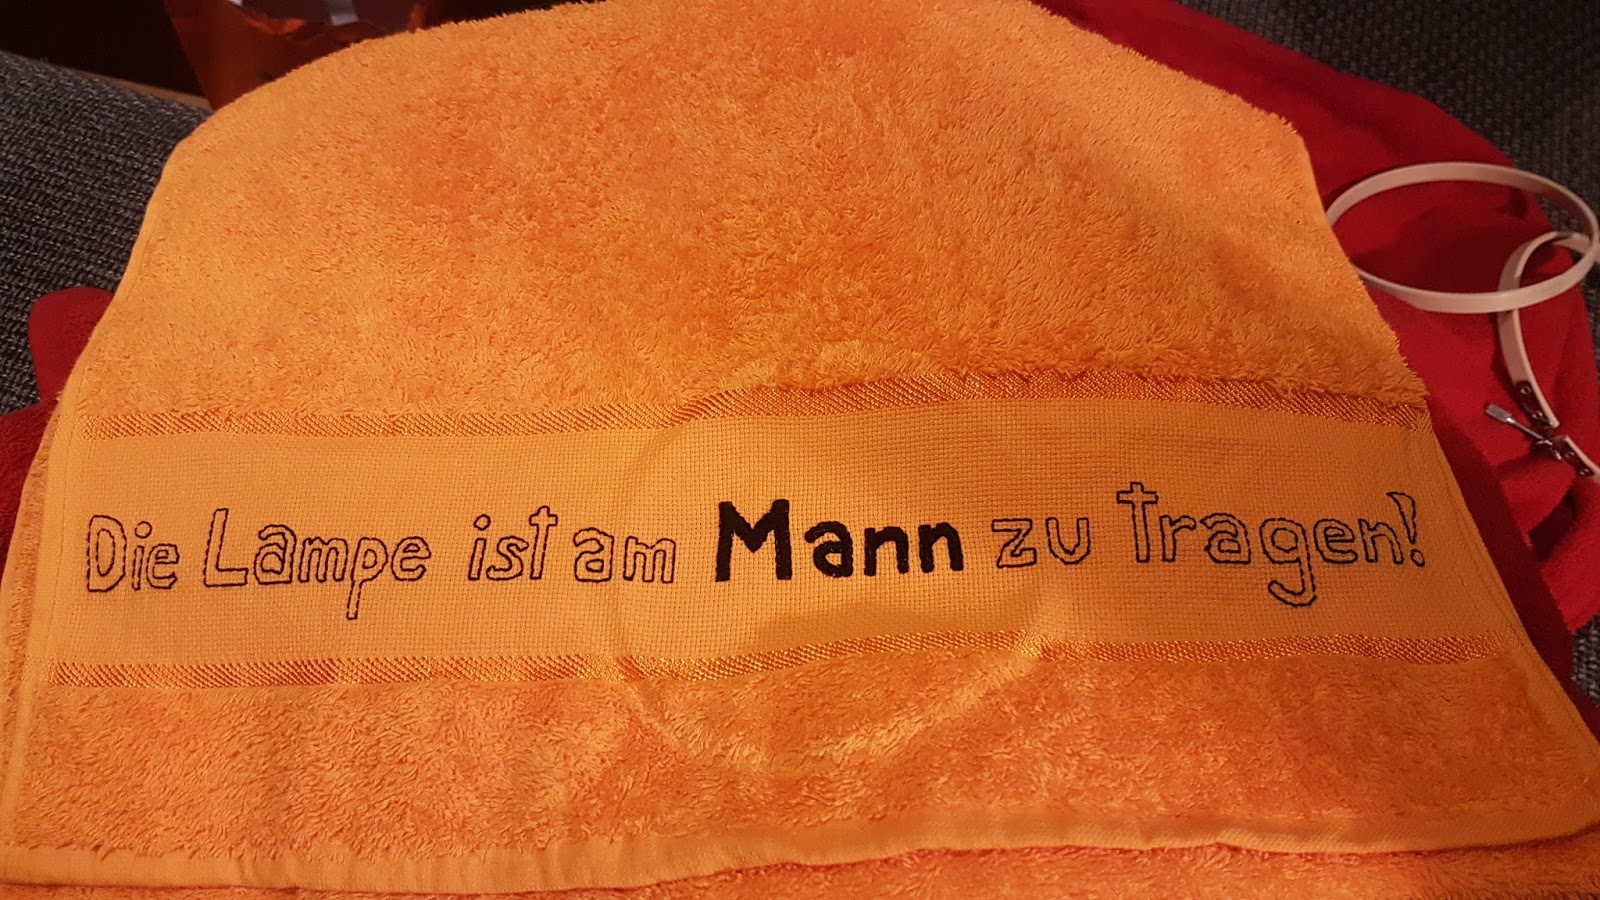 Die Lampe ist am Mann zu tragen!